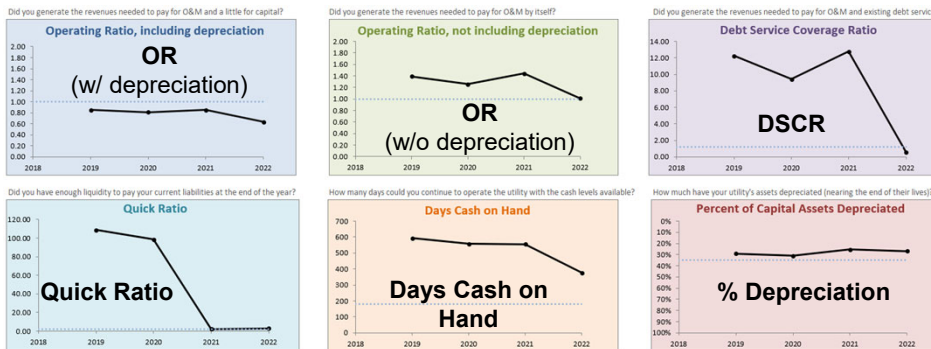 Did you generate the revenues needed to pay for O&M and a little for capital?
Operating Ratio, including depreciation
OR
(w/ depreciation)
2.00
1.80
1.60
1.40
1.20
1.00
0.80
0.60
0.40
0.20
0.00
2018 2019 2020 2021 2022
Did you generate the revenues needed to pay for O&M by itself?
Operating Ratio, not including depreciation
2.00
1.80
1.60
1.40
1.20
1.00
0.80
0.60
0.40
0.20
0.00
OR
(w/o depreciation)
2018 2019 2020 2021 2022
Did you generate the revenues needed to pay for O&M and existing debt servic
Debt Service Coverage Ratio
14.00
12.00
10.00
8.00
6.00
4.00
2.00
0.00
DSCR
2018 2019 2020 2021 2022
Did you have enough liquidity to pay your current liabilities at the end of the year?
Quick Ratio
120.00
100.00
80.00
60.00
40.00
20.00
0.00
Quick Ratio
2018 2019 2020 2021 2022
How many days could you continue to operate the utility with the cash levels available?
Days Cash on Hand
700
600
500
400
300
200
100
0
Days Cash on
Hand
2018 2019 2020 2021 2022
How much have your utility's assets depreciated (nearing the end of their lives)?
Percent of Capital Assets Depreciated
0%
10%
20%
30%
40%
50%
60%
70%
80%
90%
100%
% Depreciation
2018 2019 2020 2021 2022